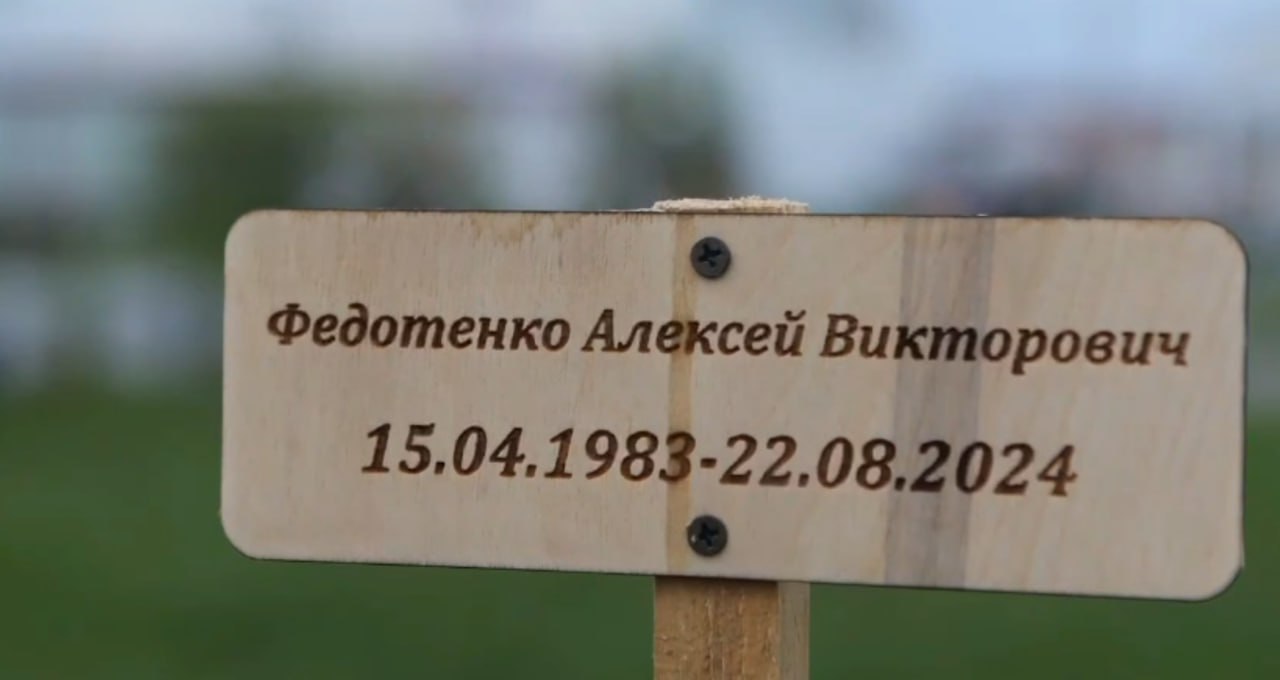 Федотенко Алексей Викторович
15.04.1983-22.08.2024